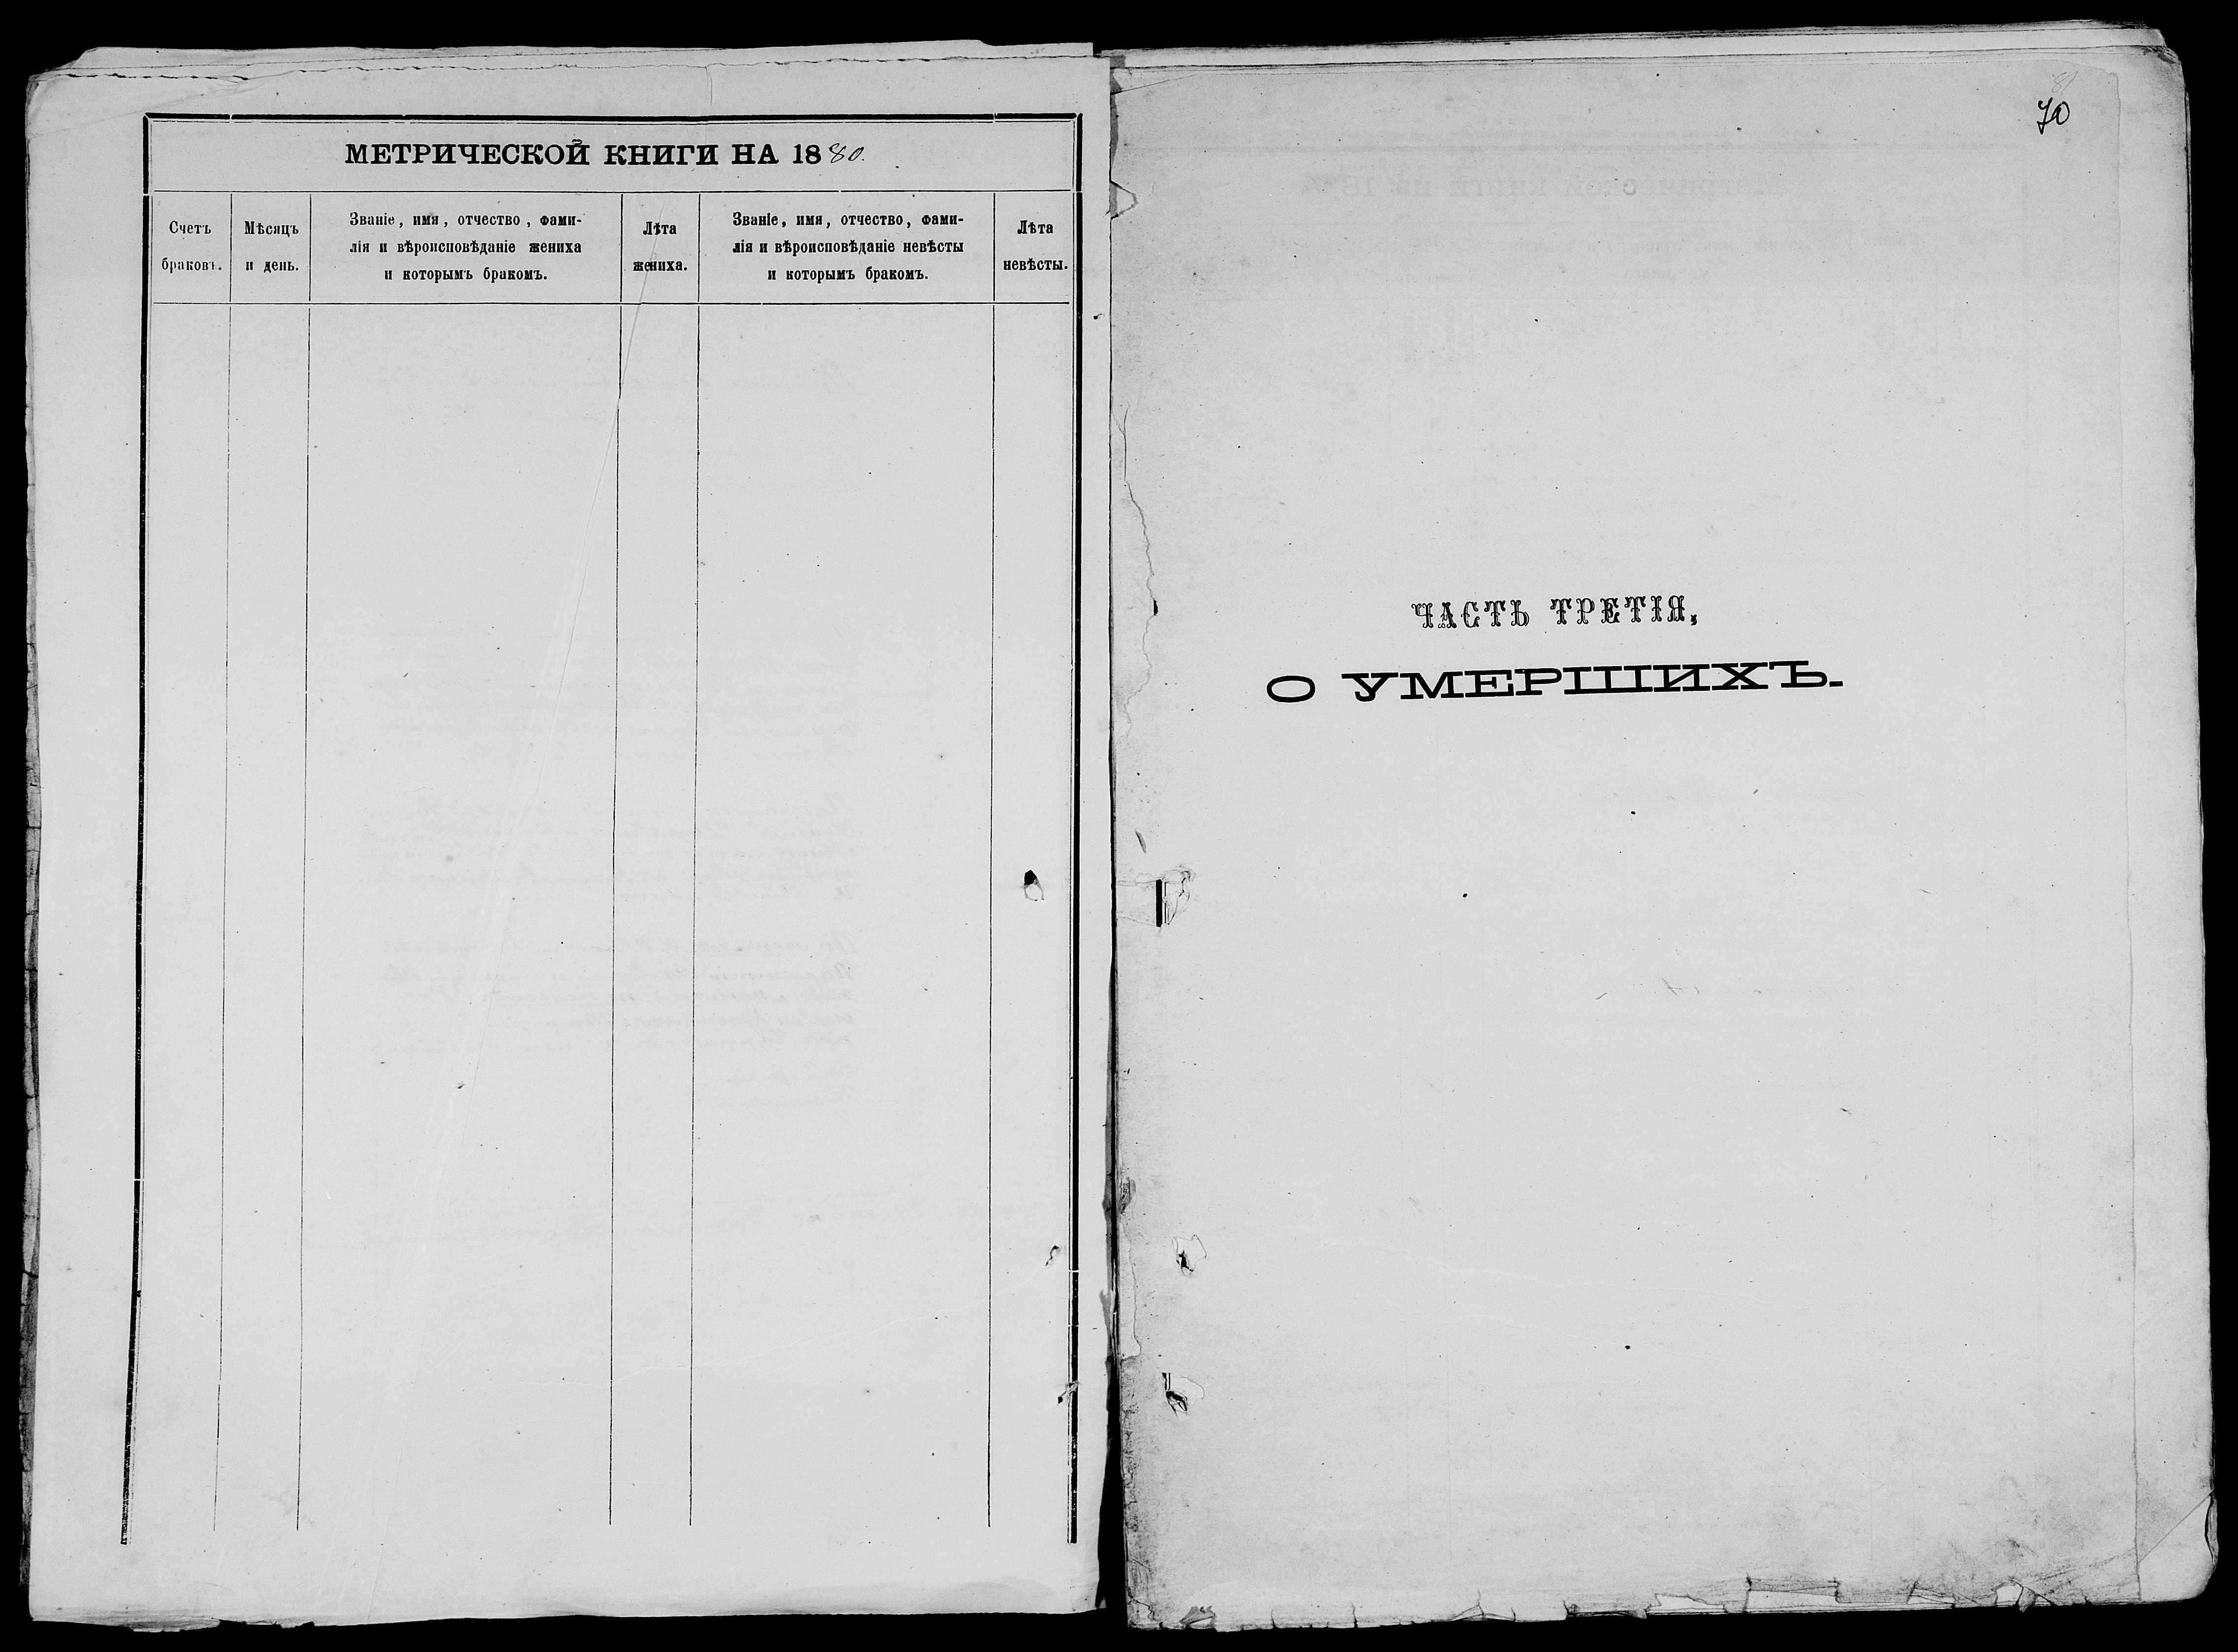 МЕТРИЧЕСКОЙ КНИГИ НА 1880.
Счетъ
браковъ.
Мѣсяцъ
и день.
Званіе, имя, отчество, фами-
лія и вѣроисповѣданіе жениха
и которымъ бракомъ.
Лѣта
жениха.
Званіе, имя, отчество, фами-
лія и вѣроисповѣданіе невѣсты
и которымъ бракомъ.
Лѣта
невѣсты.
70
ЧАСТЬ ТРЕТІЯ,
О УМЕРШИХЪ.